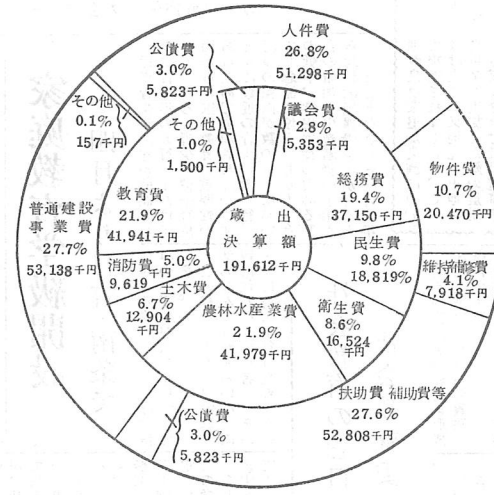 人件費
26.8%
51,298千円
物件費
10.7%
20,470千円
維持補修費
4.1%
7,918千円
扶助費 補助費等
27.6%
52,808千円
公債費
3.0%
5,823千円
普通建設
事業費
27.7%
53,138千円
その他
0.1%
157千円
公債費
3.0%
5,823千円
議会費
2.8%
5,353千円
総務費
19.4%
37,150千円
民生費
9.8%
18,819%
衛生費
8.6%
16,524
千円
農林水産業費
21.9%
41,979千円
土木費
6.7%
12,904
千円
消防費 5.0%
9,619千円
教育費
21.9%
41,941千円
その他
1.0%
1,500千円
歳出
決算額
191,612千円